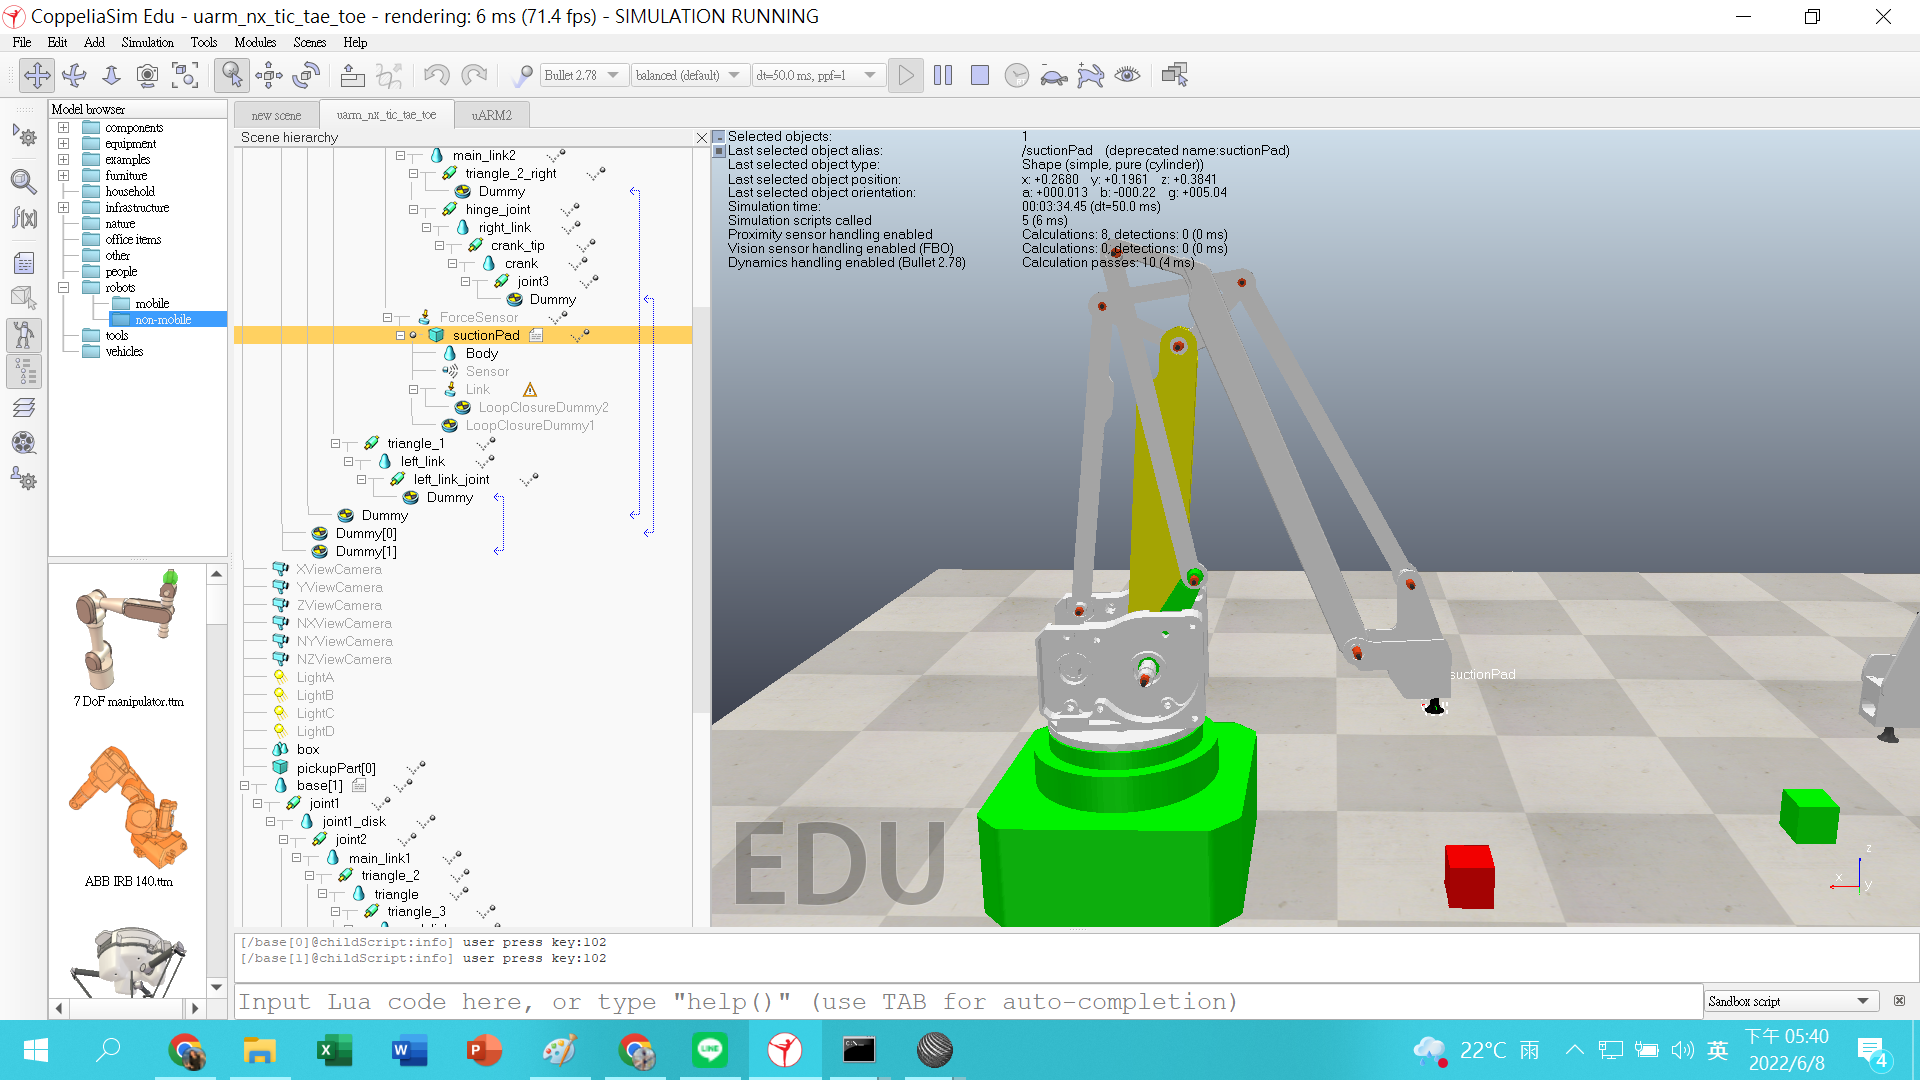 CoppeliaSim Edu - uarm_nx_tic_tae_toe - rendering: 6 ms (71.4 fps) - SIMULATION RUNNING
File Edit Add Simulation Tools Modules Scenes Help
Bullet 2.78 balanced (default) dt=50.0 ms, ppf=1
Model browser
components
equipment
examples
furniture
household
infrastructure
nature
office items
other
people
robots
mobile
non-mobile
tools
vehicles
7 DoF manipulator.ttm
ABB IRB 140.ttm
new scene uarm_nx_tic_tae_toe uARM2
Scene hierarchy
main_link2
triangle_2_right
Dummy
hinge_joint
right_link
crank_tip
crank
joint3
Dummy
ForceSensor
suctionPad
Body
Sensor
Link
LoopClosureDummy2
LoopClosureDummy1
triangle_1
left_link
left_link_joint
Dummy
Dummy
Dummy[0]
Dummy[1]
XViewCamera
YViewCamera
ZViewCamera
NXViewCamera
NYViewCamera
NZViewCamera
LightA
LightB
LightC
LightD
box
pickupPart[0]
base[1]
joint1
joint1_disk
joint2
main_link1
triangle_2
triangle
triangle_3
Selected objects: 1
Last selected object alias: /suctionPad (deprecated name:suctionPad)
Last selected object type: Shape (simple, pure (cylinder))
Last selected object position: x: +0.2680 y: +0.1961 z: +0.3841
Last selected object orientation: a: +000.013 b: -000.22 g: +005.04
Simulation time: 00:03:34.45 (dt=50.0 ms)
Simulation scripts called 5 (6 ms)
Proximity sensor handling enabled Calculations: 8, detections: 0 (0 ms)
Vision sensor handling enabled (FBO) Calculations: 0, detections: 0 (0 ms)
Dynamics handling enabled (Bullet 2.78) Calculation passes: 10 (4 ms)
suctionPad
EDU
z
x
y
[/base[0]@childScript:info] user press key:102
[/base[1]@childScript:info] user press key:102
Input Lua code here, or type "help()" (use TAB for auto-completion)
Sandbox script
22°C 雨
英
下午 05:40
2022/6/8
4